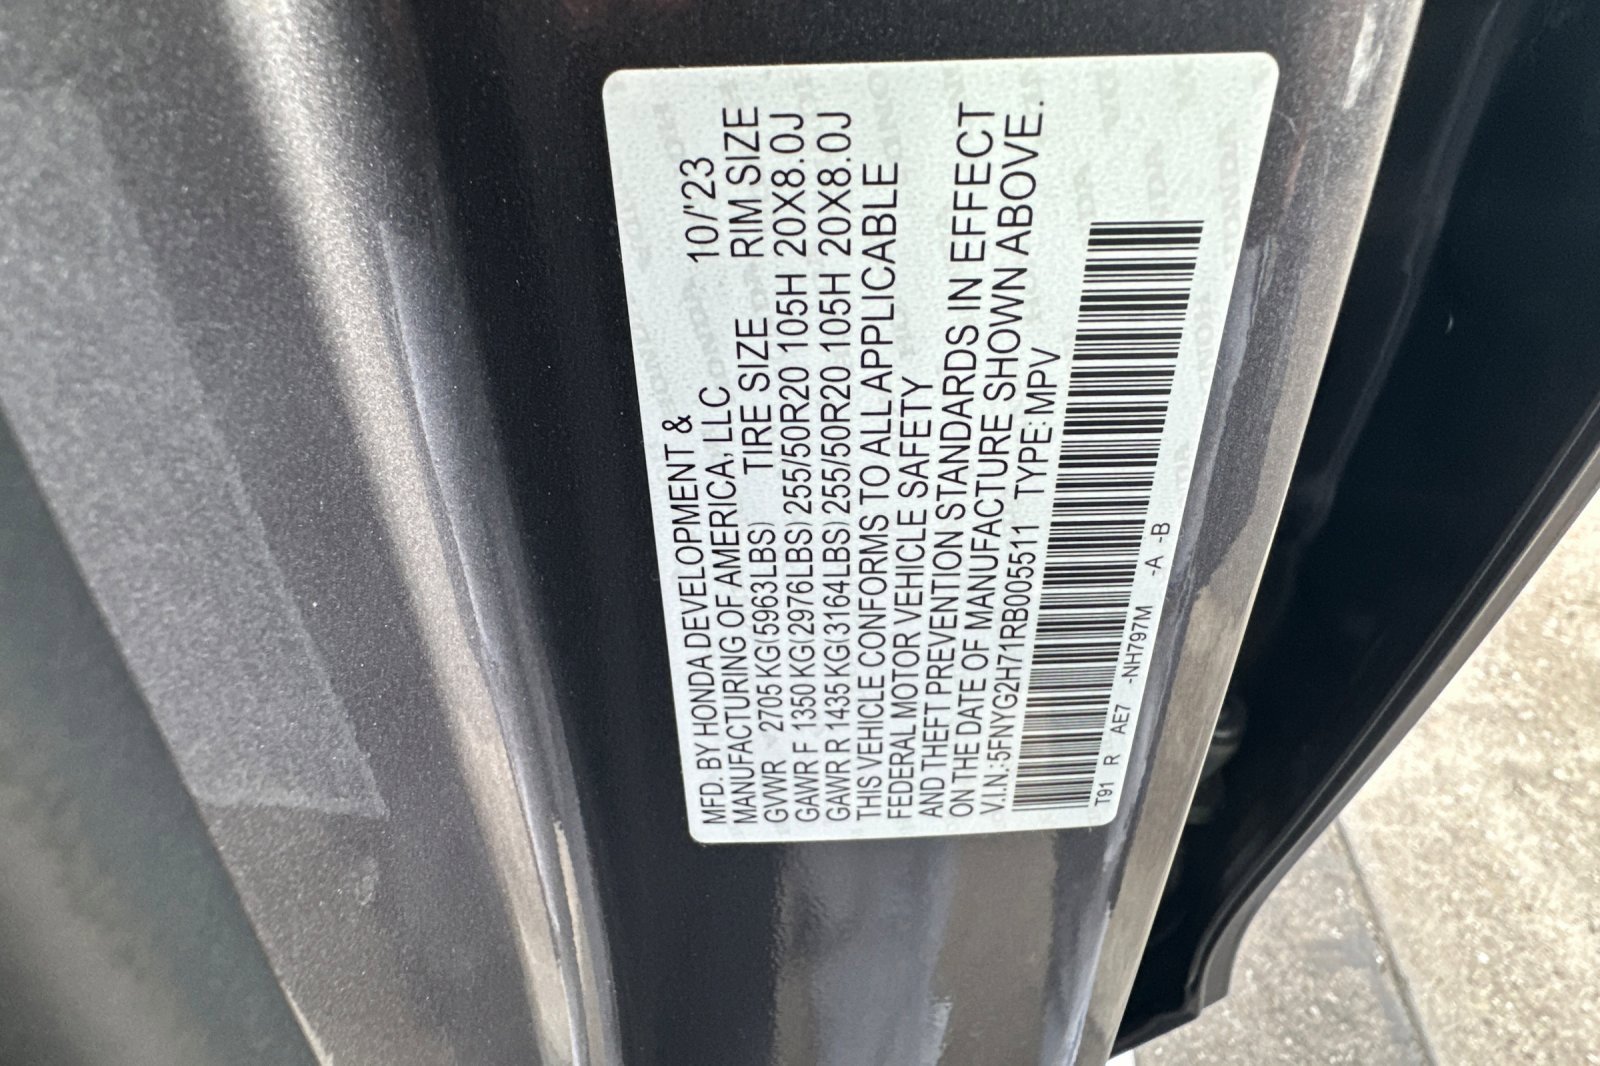 MFD. BY HONDA DEVELOPMENT &
MANUFACTURING OF AMERICA, LLC 10/'23
GVWR 2705 KG(5963LBS) TIRE SIZE RIM SIZE
GAWR F 1350 KG(2976LBS) 255/50R20 105H 20X8.0J
GAWR R 1435 KG(3164LBS) 255/50R20 105H 20X8.0J
THIS VEHICLE CONFORMS TO ALL APPLICABLE
FEDERAL MOTOR VEHICLE SAFETY
AND THEFT PREVENTION STANDARDS IN EFFECT
ON THE DATE OF MANUFACTURE SHOWN ABOVE.
V.I.N.:5FNYG2H71RB005511 TYPE:MPV
T91 R AE7 -NH797M -A -B